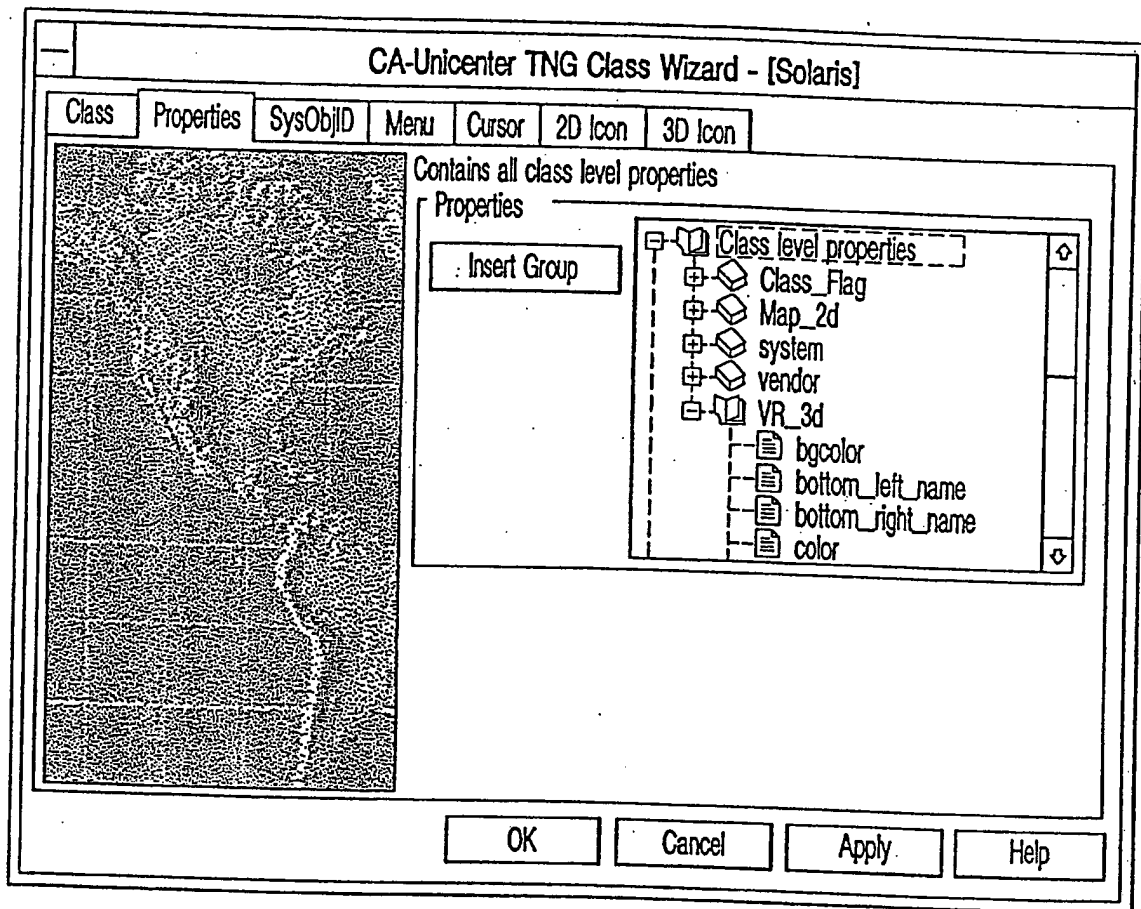 CA-Unicenter TNG Class Wizard - [Solaris]
Class Properties SysObjID Menu Cursor 2D Icon 3D Icon
Contains all class level properties
Properties
Insert Group
Class level properties
Class_Flag
Map_2d
system
vendor
VR_3d
bgcolor
bottom_left_name
bottom_right_name
color
OK Cancel Apply Help